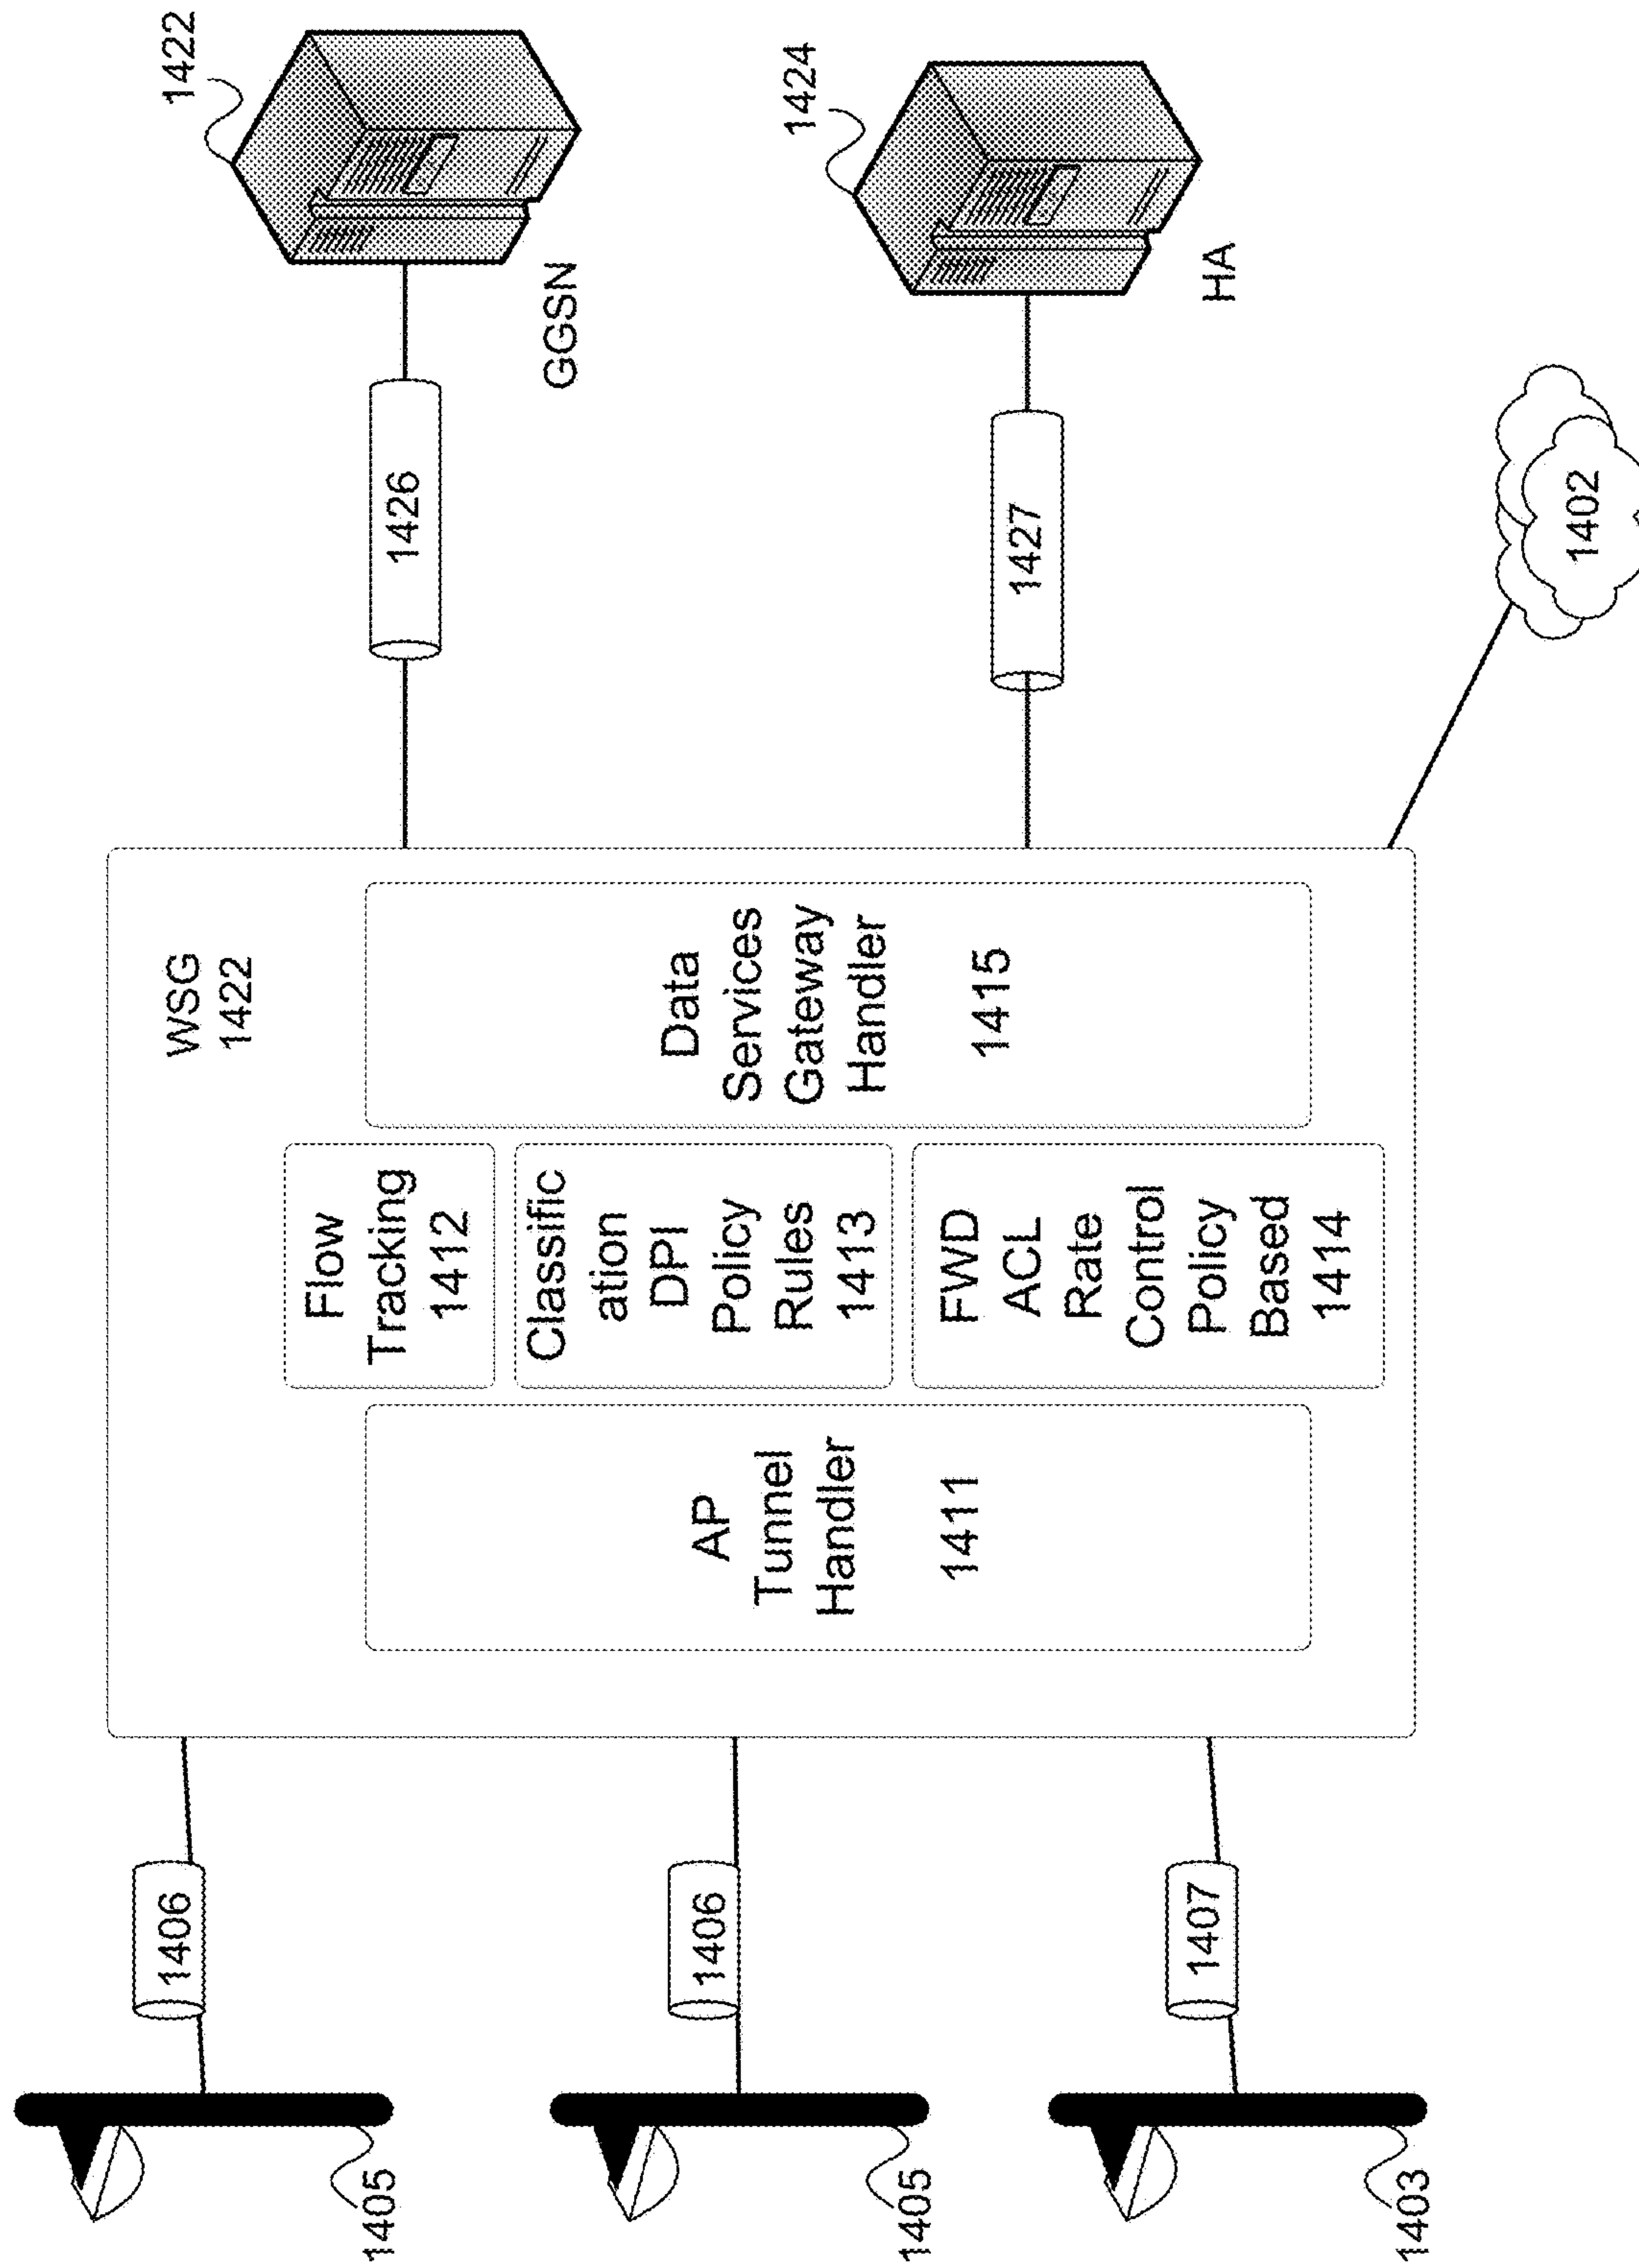 1405
1405
1403
1406
1406
1407
WSG
1422
AP
Tunnel
Handler
1411
Flow
Tracking
1412
Classific
ation
DPI
Policy
Rules
1413
FWD
ACL
Rate
Control
Policy
Based
1414
Data
Services
Gateway
Handler
1415
1426
1427
1422
GGSN
1424
HA
1402